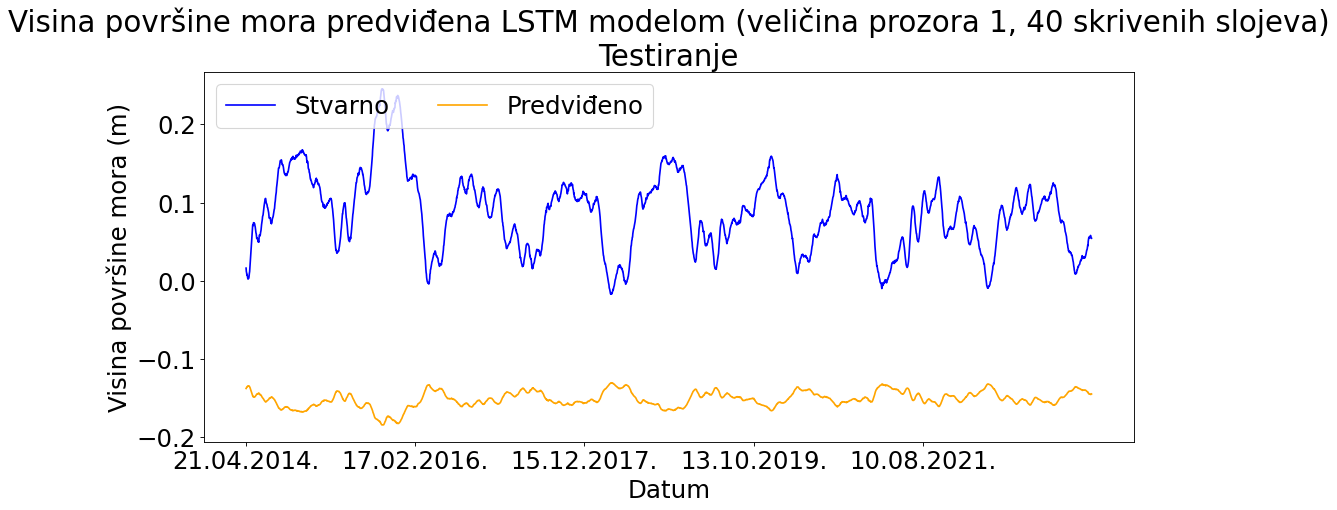 Visina površine mora predviđena LSTM modelom (veličina prozora 1, 40 skrivenih slojeva)
Testiranje
Stvarno Predviđeno
Visina površine mora (m)
0.2
0.1
0.0
−0.1
−0.2
21.04.2014. 17.02.2016. 15.12.2017. 13.10.2019. 10.08.2021.
Datum